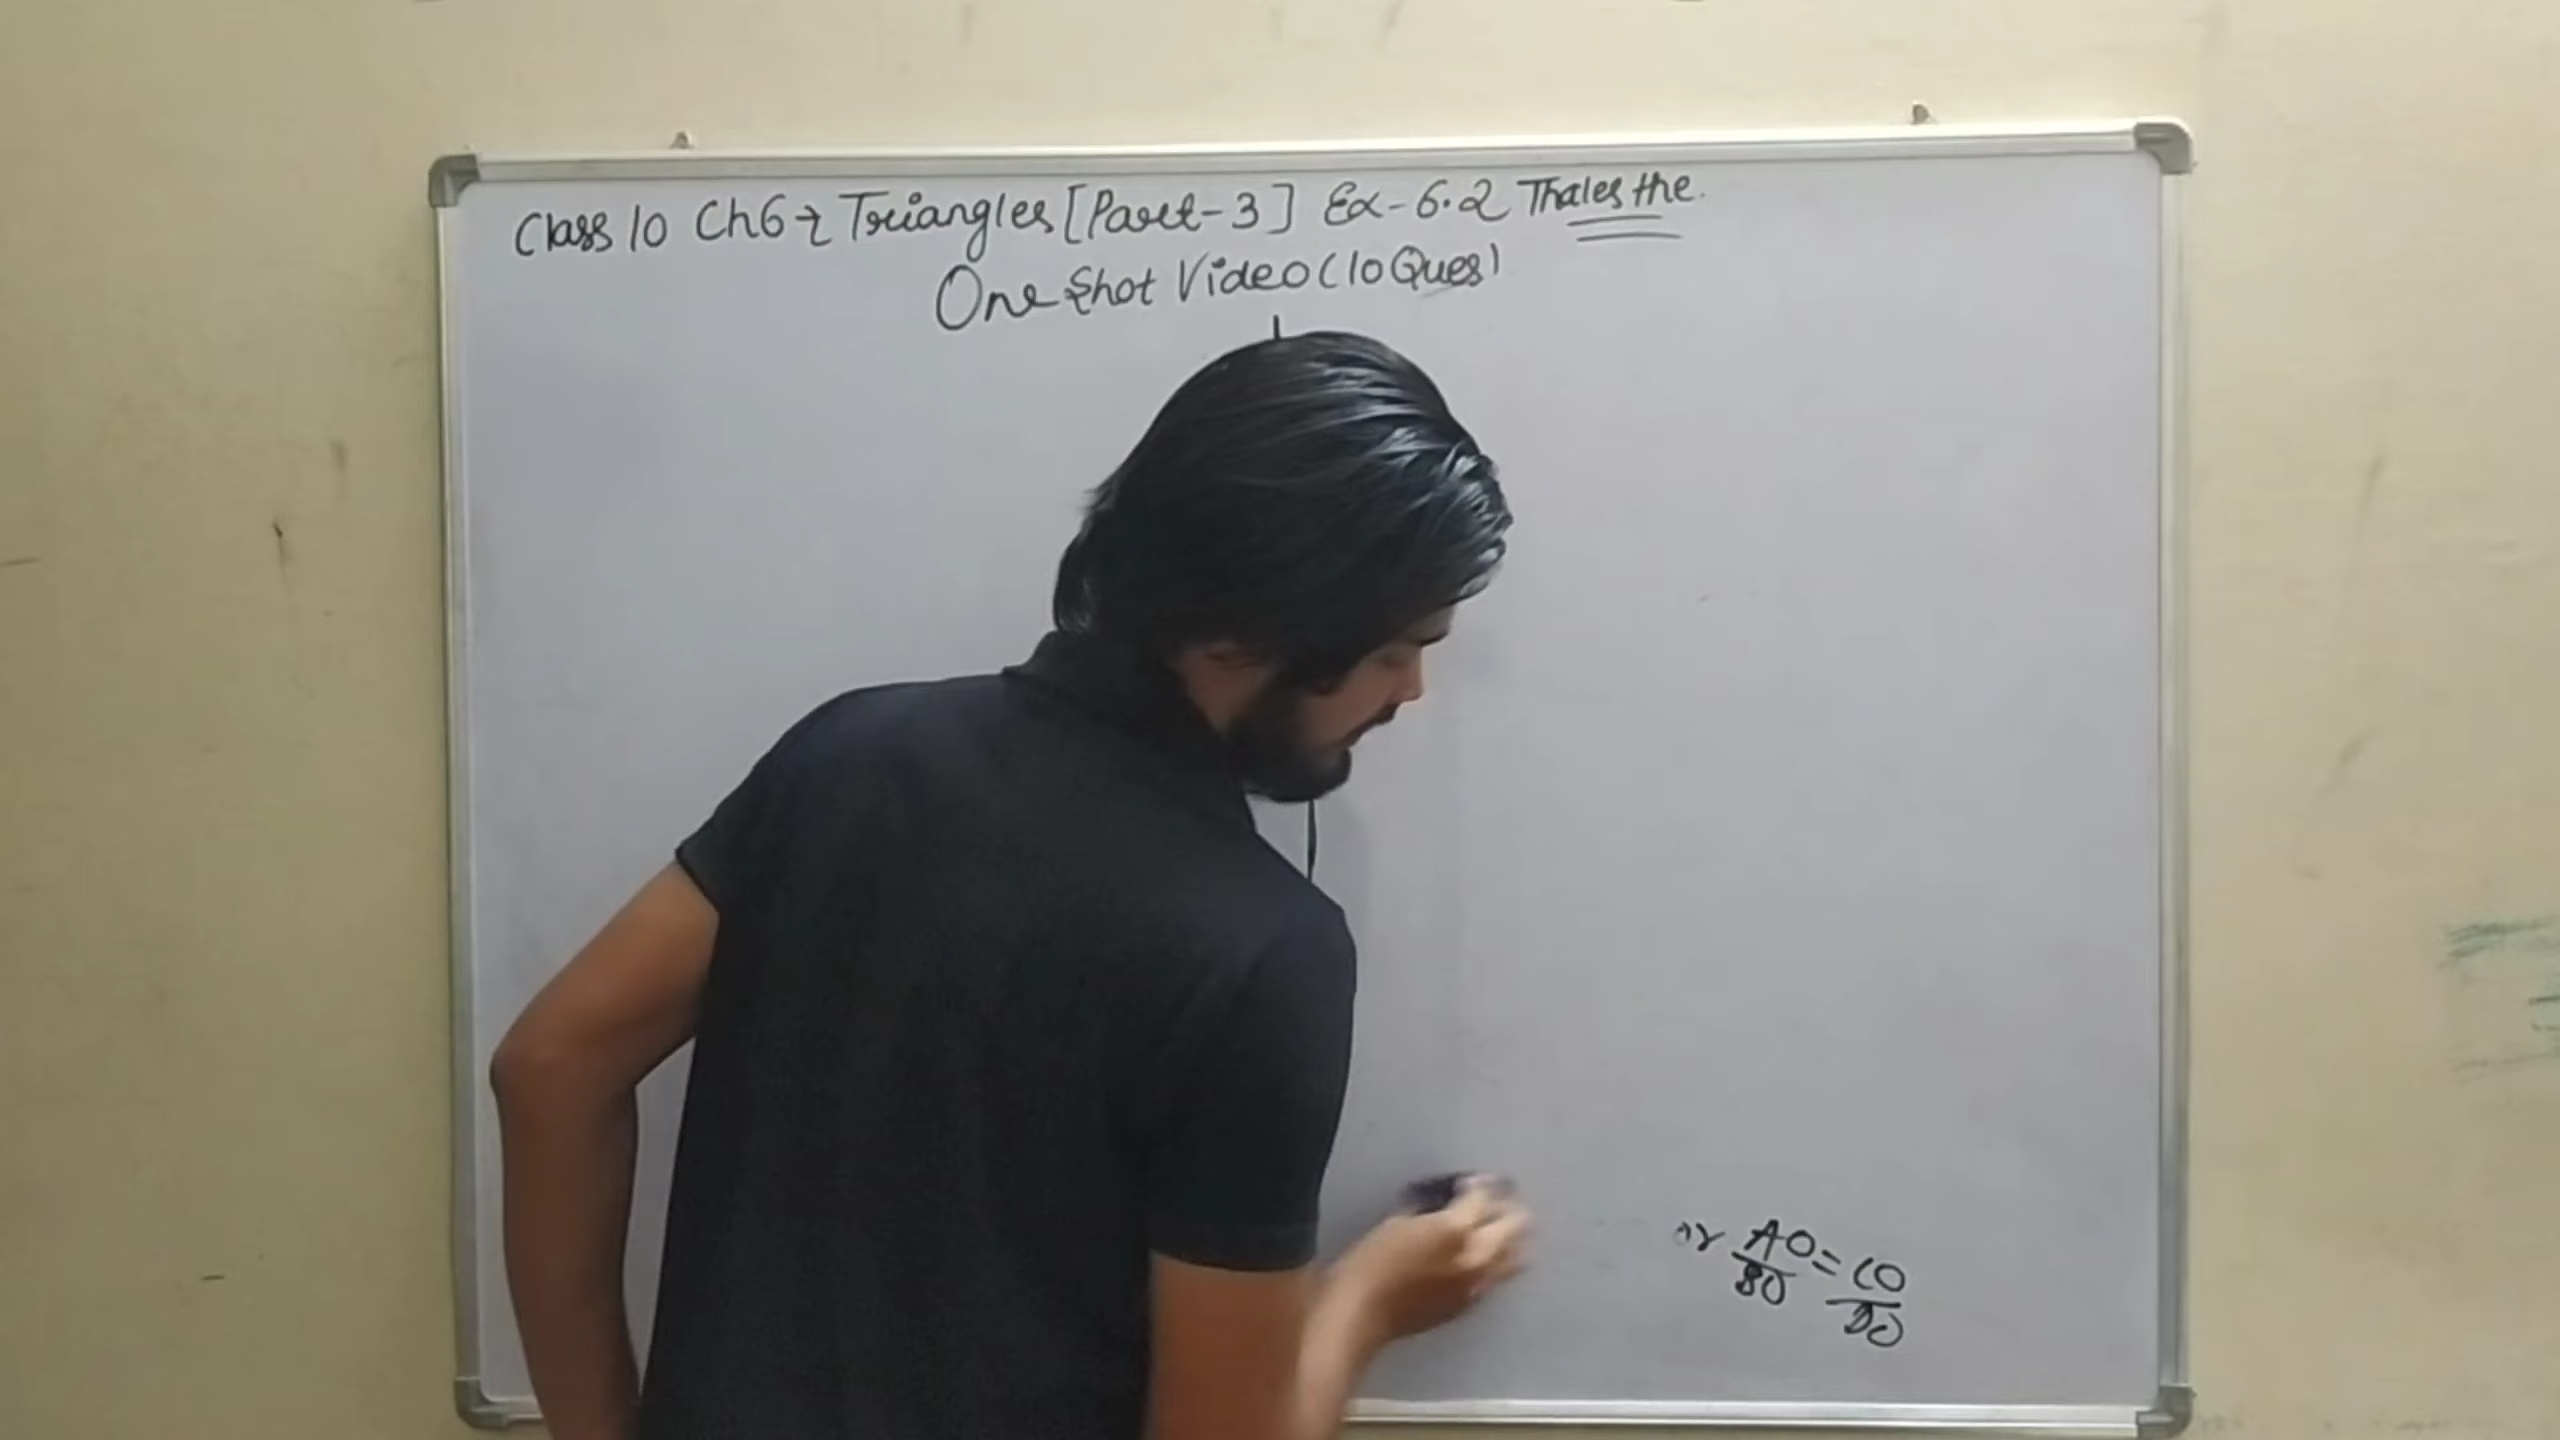 Class 10 Ch6 → Triangles [Part-3] Ex-6.2 Thales the.
One Shot Video (10 Ques)
AO/BO = CO/DO